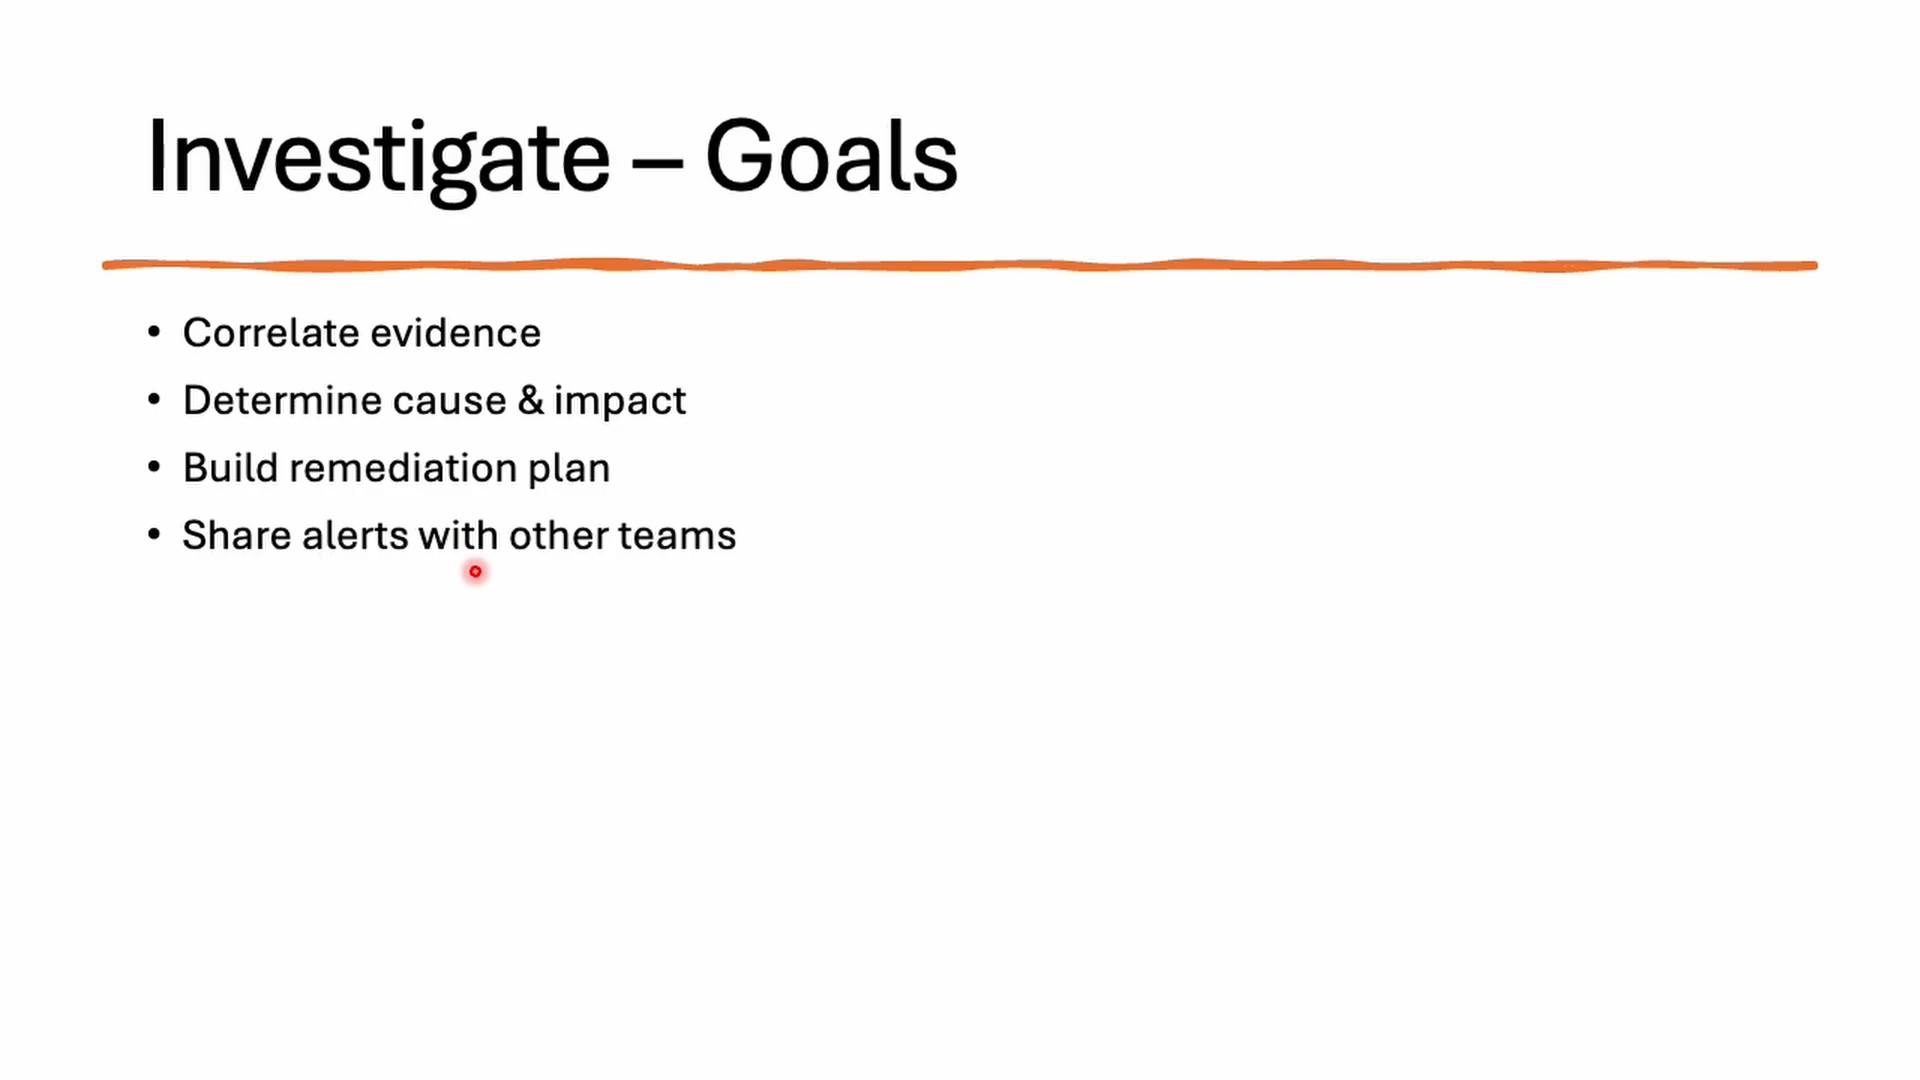 Investigate – Goals
• Correlate evidence
• Determine cause & impact
• Build remediation plan
• Share alerts with other teams